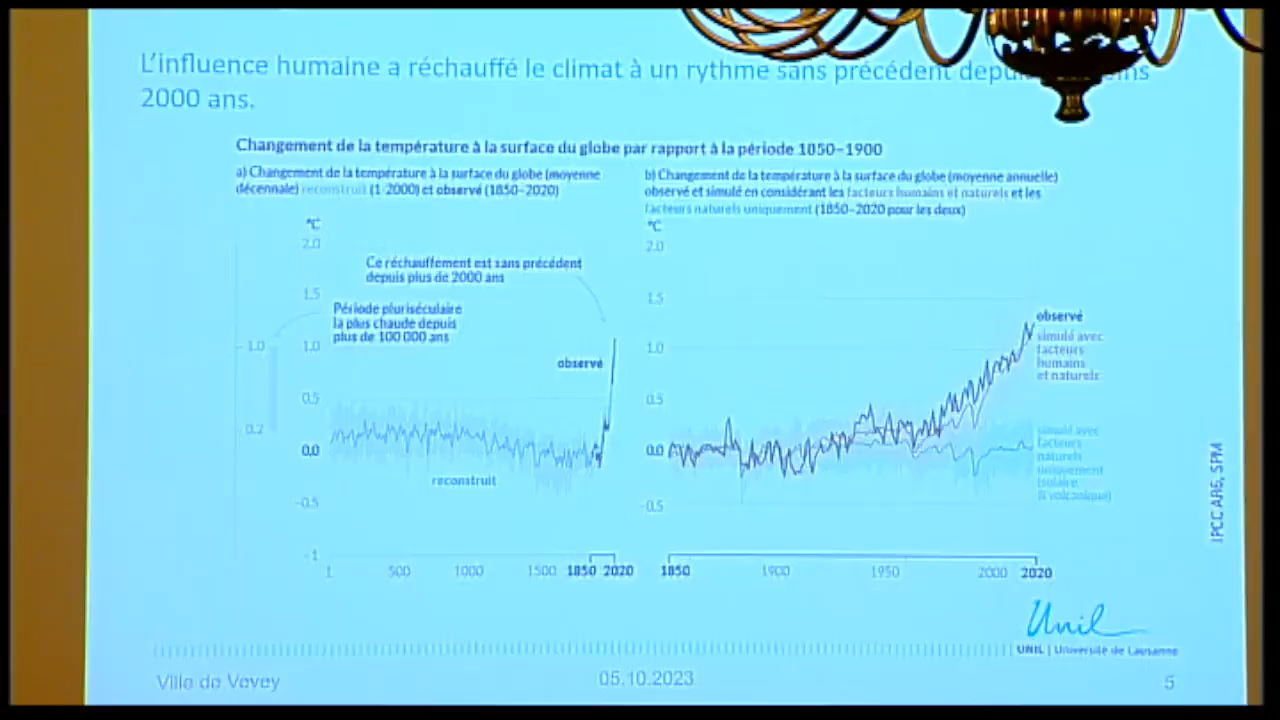 L'influence humaine a réchauffé le climat à un rythme sans précédent
2000 ans.
Changement de la température à la surface du globe par rapport à la période 1850–1900
a) Changement de la température à la surface du globe (moyenne
décennale) reconstruit (1-2000) et observé (1850–2020)
b) Changement de la température à la surface du globe (moyenne annuelle)
observé et simulé en considérant les facteurs humains et naturels et les
facteurs naturels uniquement (1850–2020 pour les deux)
°C
2.0
1.5
1.0
0.5
0.0
-0.5
-1
1.0
0.2
Ce réchauffement est sans précédent
depuis plus de 2000 ans
Période pluriséculaire
la plus chaude depuis
plus de 100 000 ans
observé
reconstruit
1 500 1000 1500 1850 2020
°C
2.0
1.5
1.0
0.5
0.0
-0.5
observé
simulé avec
facteurs
humains
et naturels
simulé avec
facteurs
naturels
uniquement
(solaire
& volcanique)
1850 1900 1950 2000 2020
IPCC AR6, SPM
Unil
UNIL | Université de Lausanne
Ville de Vevey
05.10.2023
5